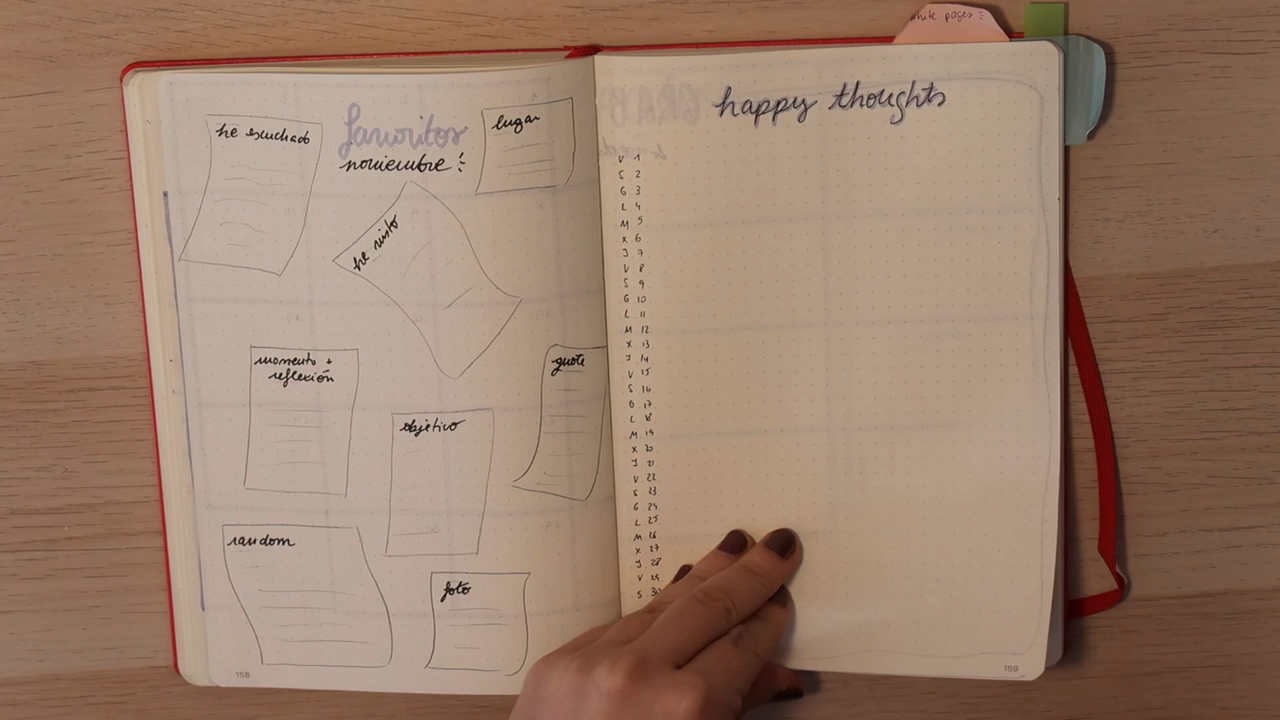 white pages :
he escuchado
favoritos
noviembre :
lugar
he visto
momento +
reflexión
objetivo
quote
random
foto
158
happy thoughts
V 1
S 2
G 3
L 4
M 5
X 6
J 7
V 8
S 9
G 10
L 11
M 12
X 13
J 14
V 15
S 16
G 17
L 18
M 19
X 20
J 21
V 22
S 23
G 24
L 25
M 26
X 27
J 28
V 29
S 30
159